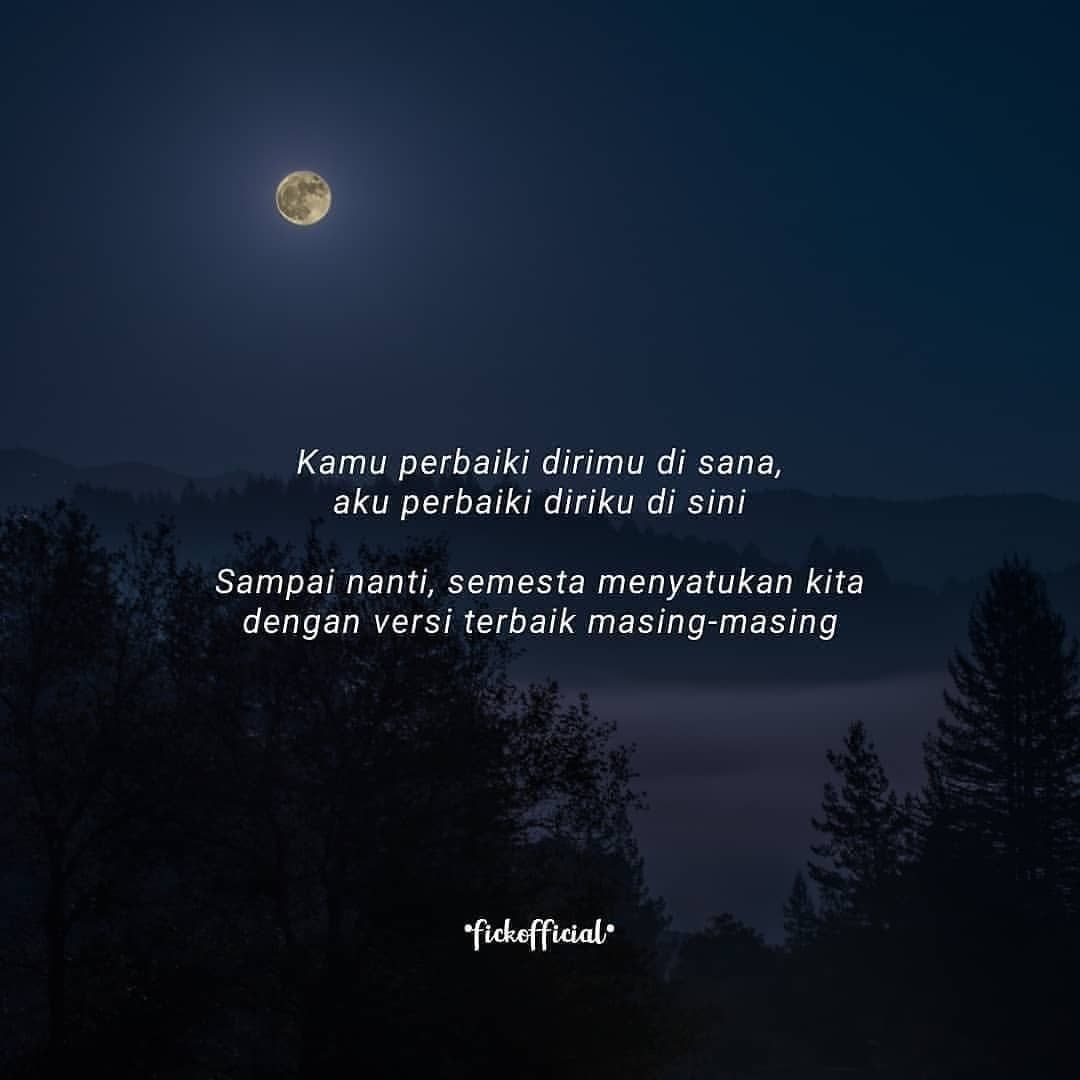 Kamu perbaiki dirimu di sana,
aku perbaiki diriku di sini
Sampai nanti, semesta menyatukan kita
dengan versi terbaik masing-masing
•fickofficial•